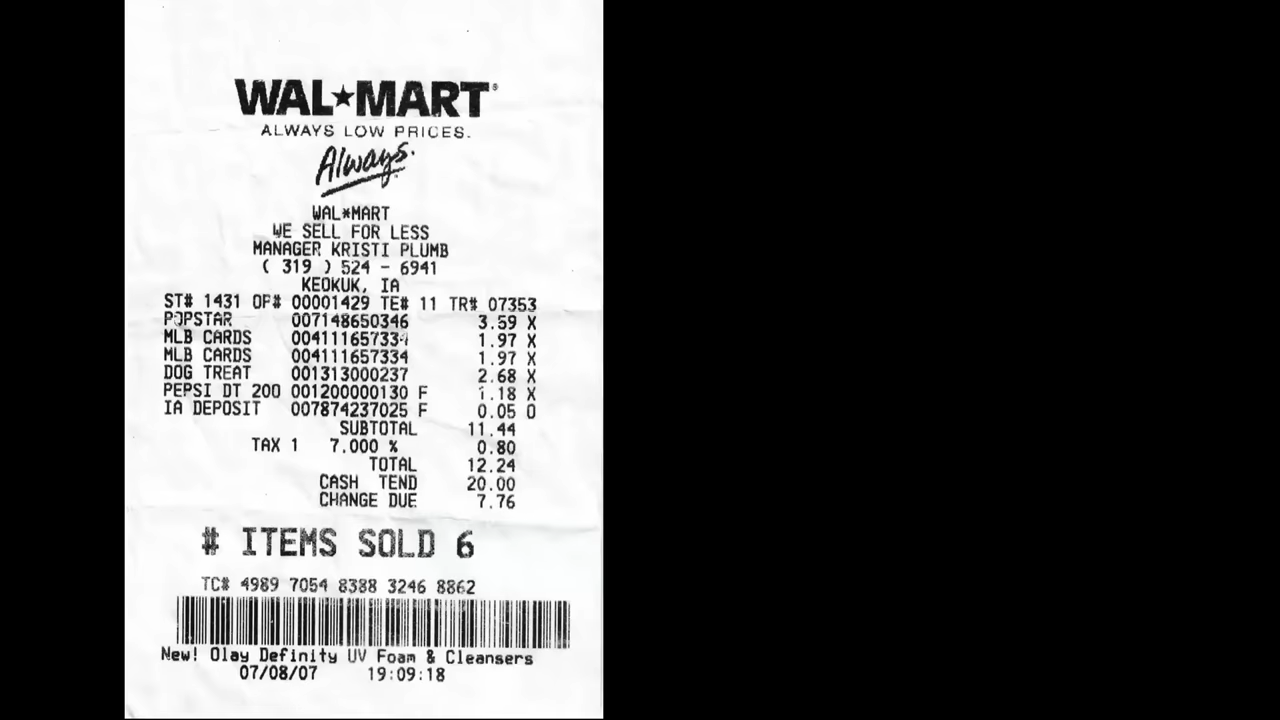 WAL★MART®
ALWAYS LOW PRICES.
Always.
WAL*MART
WE SELL FOR LESS
MANAGER KRISTI PLUMB
( 319 ) 524 - 6941
KEOKUK, IA
ST# 1431 OP# 00001429 TE# 11 TR# 07353
POPSTAR 007148650346 3.59 X
MLB CARDS 004111657334 1.97 X
MLB CARDS 004111657334 1.97 X
DOG TREAT 001313000237 2.68 X
PEPSI DT 200 001200000130 F 1.18 X
IA DEPOSIT 007874237025 F 0.05 O
SUBTOTAL 11.44
TAX 1 7.000 % 0.80
TOTAL 12.24
CASH TEND 20.00
CHANGE DUE 7.76
# ITEMS SOLD 6
TC# 4989 7054 8388 3246 8862
New! Olay Definity UV Foam & Cleansers
07/08/07 19:09:18